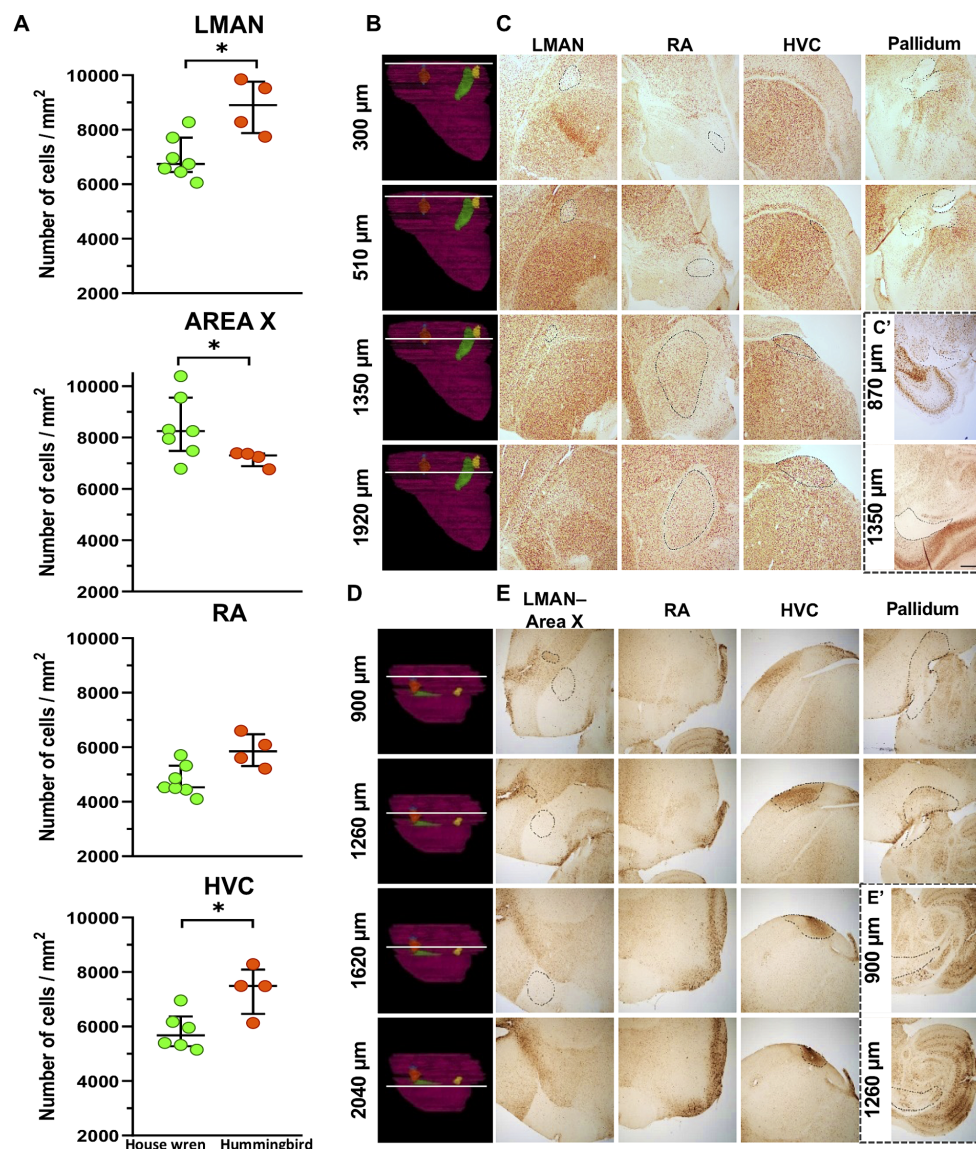 A
LMAN
*
Number of cells / mm2
10000
8000
6000
4000
2000
AREA X
*
Number of cells / mm2
10000
8000
6000
4000
2000
RA
Number of cells / mm2
10000
8000
6000
4000
2000
HVC
*
Number of cells / mm2
10000
8000
6000
4000
2000
House wren Hummingbird
B
300 µm
510 µm
1350 µm
1920 µm
C
LMAN RA HVC Pallidum
C'
870 µm
1350 µm
D
900 µm
1260 µm
1620 µm
2040 µm
E
LMAN–
Area X
RA HVC Pallidum
E'
900 µm
1260 µm